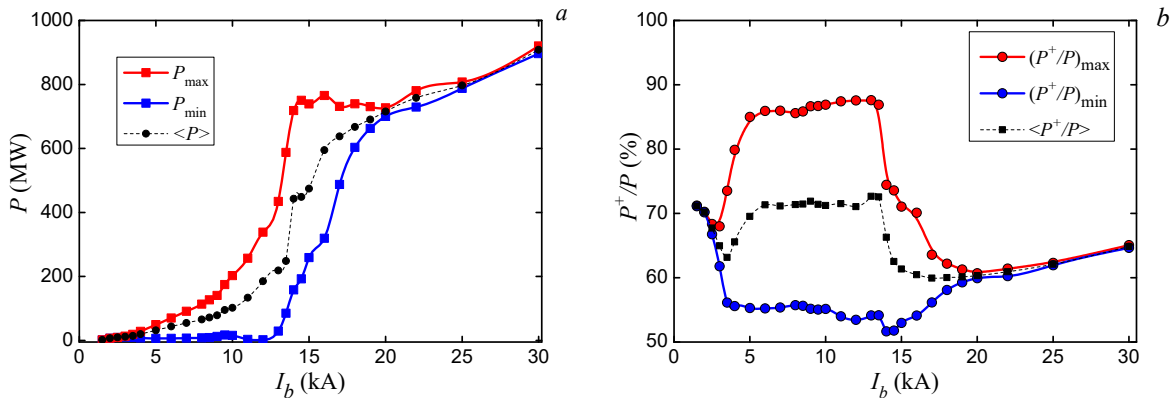 a
1000
800
600
400
200
0
P (MW)
P_max
P_min
<P>
0 5 10 15 20 25 30
I_b (kA)
b
100
90
80
70
60
50
P^+/P (%)
(P^+/P)_max
(P^+/P)_min
<P^+/P>
0 5 10 15 20 25 30
I_b (kA)